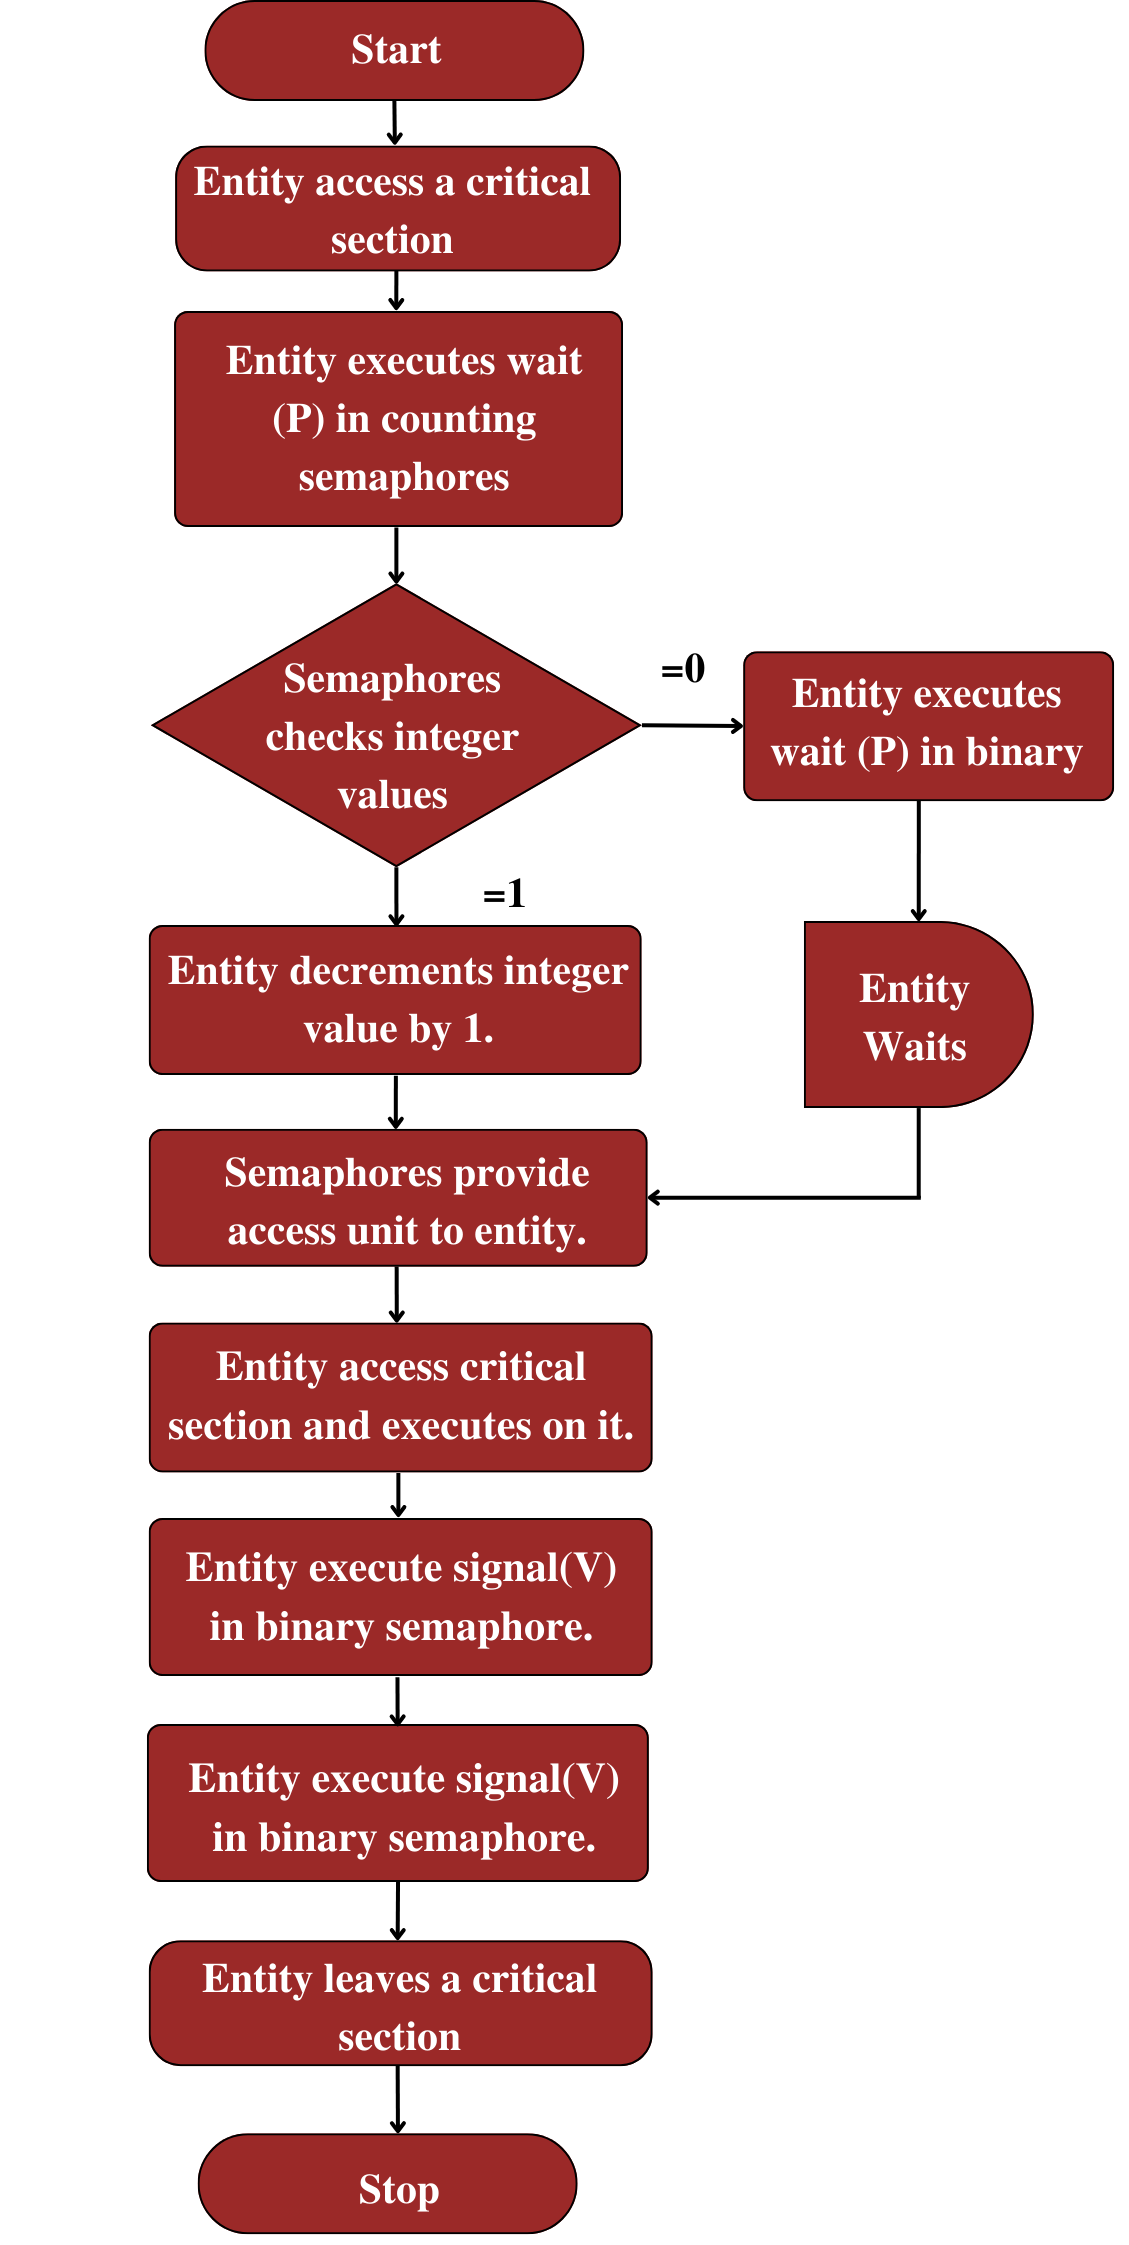 Start
Entity access a critical
section
Entity executes wait
(P) in counting
semaphores
Semaphores
checks integer
values
=0
Entity executes
wait (P) in binary
=1
Entity decrements integer
value by 1.
Entity
Waits
Semaphores provide
access unit to entity.
Entity access critical
section and executes on it.
Entity execute signal(V)
in binary semaphore.
Entity execute signal(V)
in binary semaphore.
Entity leaves a critical
section
Stop